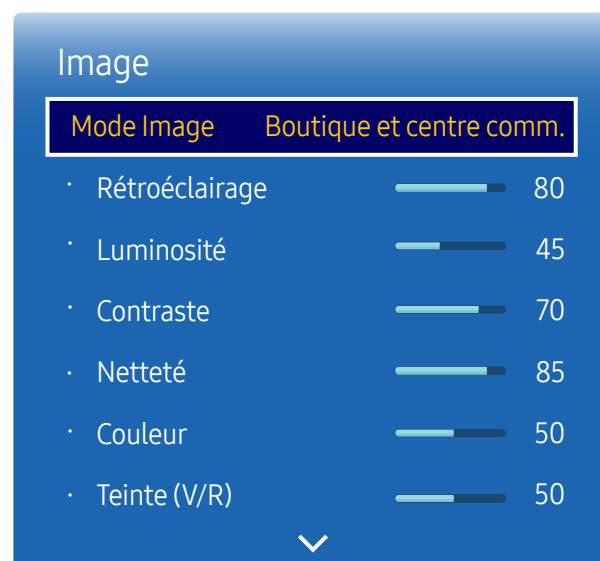 Image
Mode Image Boutique et centre comm.
· Rétroéclairage 80
· Luminosité 45
· Contraste 70
· Netteté 85
· Couleur 50
· Teinte (V/R) 50